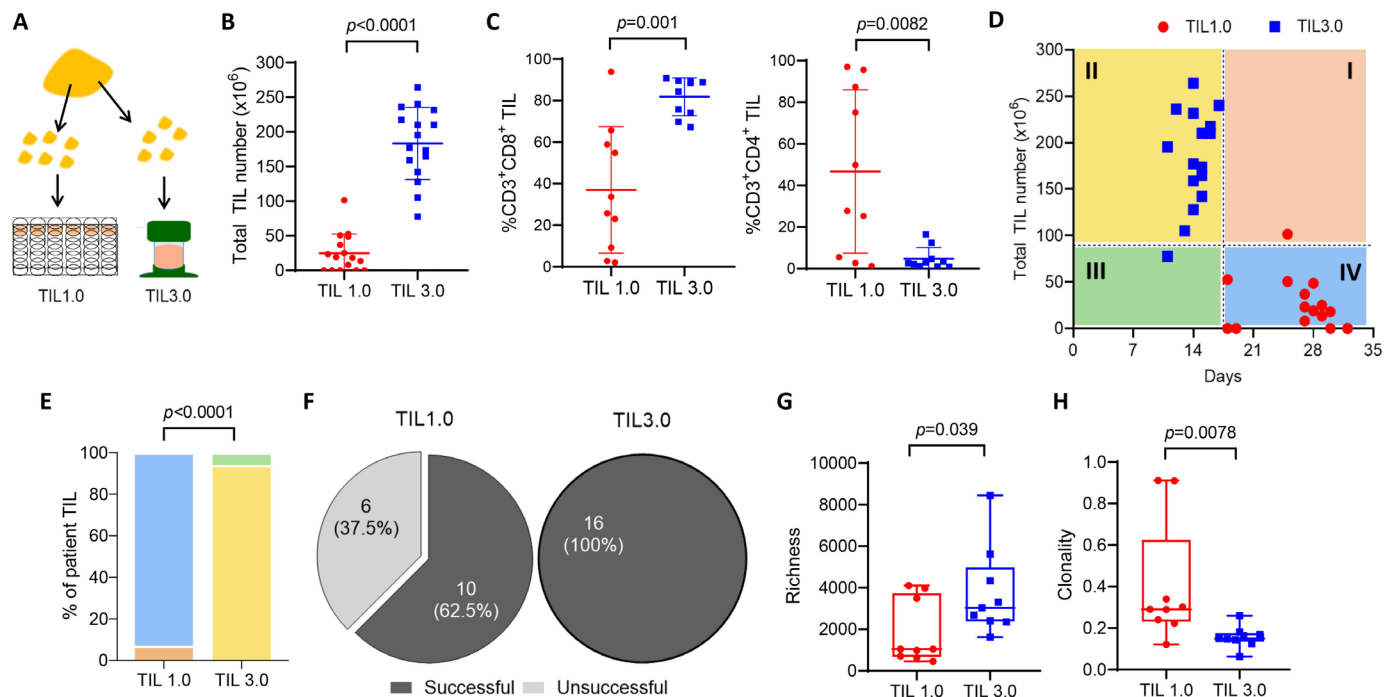 A
TIL1.0
TIL3.0
B
p<0.0001
Total TIL number (x10⁶)
300
250
200
150
100
50
0
TIL 1.0
TIL 3.0
C
p=0.001
%CD3⁺CD8⁺ TIL
100
80
60
40
20
0
TIL 1.0
TIL 3.0
p=0.0082
%CD3⁺CD4⁺ TIL
100
80
60
40
20
0
TIL 1.0
TIL 3.0
D
TIL1.0
TIL3.0
Total TIL number (x10⁶)
300
250
200
150
100
50
0
II
I
III
IV
0
7
14
21
28
35
Days
E
p<0.0001
% of patient TIL
100
80
60
40
20
0
TIL 1.0
TIL 3.0
F
TIL1.0
TIL3.0
6
(37.5%)
10
(62.5%)
16
(100%)
Successful
Unsuccessful
G
p=0.039
Richness
10000
8000
6000
4000
2000
0
TIL 1.0
TIL 3.0
H
p=0.0078
Clonality
1.0
0.8
0.6
0.4
0.2
0.0
TIL 1.0
TIL 3.0